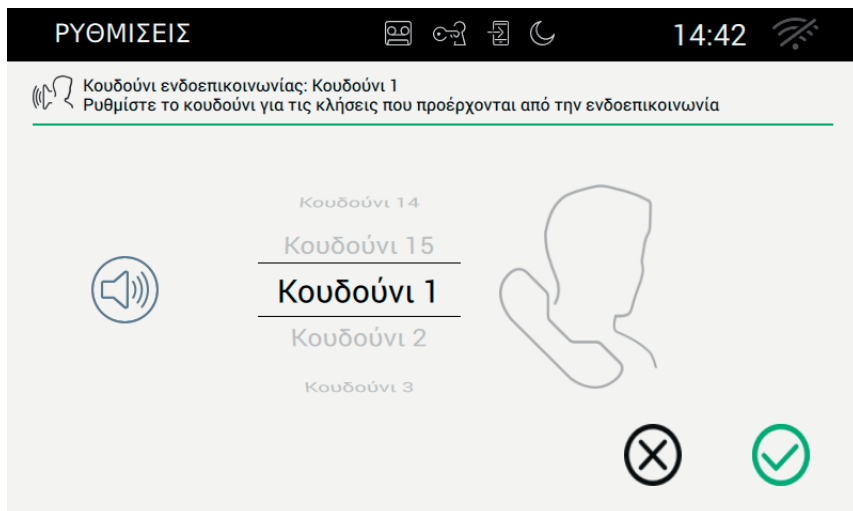 ΡΥΘΜΙΣΕΙΣ 14:42
Κουδούνι ενδοεπικοινωνίας: Κουδούνι 1
Ρυθμίστε το κουδούνι για τις κλήσεις που προέρχονται από την ενδοεπικοινωνία
Κουδούνι 14
Κουδούνι 15
Κουδούνι 1
Κουδούνι 2
Κουδούνι 3